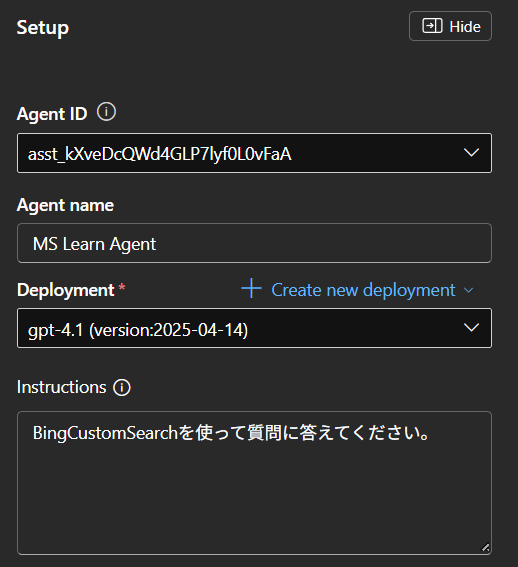 Setup
Hide
Agent ID
asst_kXveDcQWd4GLP7lyf0L0vFaA
Agent name
MS Learn Agent
Deployment *
Create new deployment
gpt-4.1 (version:2025-04-14)
Instructions
BingCustomSearchを使って質問に答えてください。